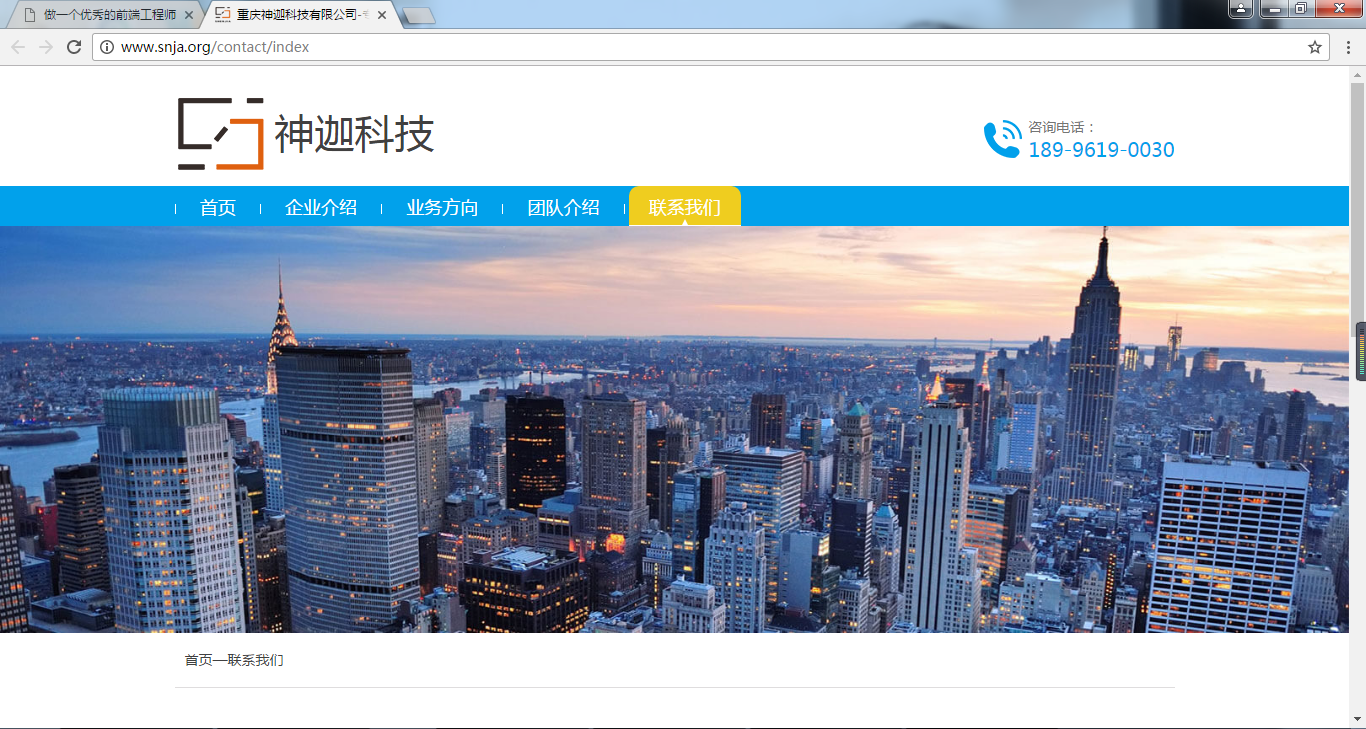 做一个优秀的前端工程师
重庆神迦科技有限公司-
www.snja.org/contact/index
神迦科技
咨询电话：
189-9619-0030
首页 企业介绍 业务方向 团队介绍 联系我们
首页—联系我们